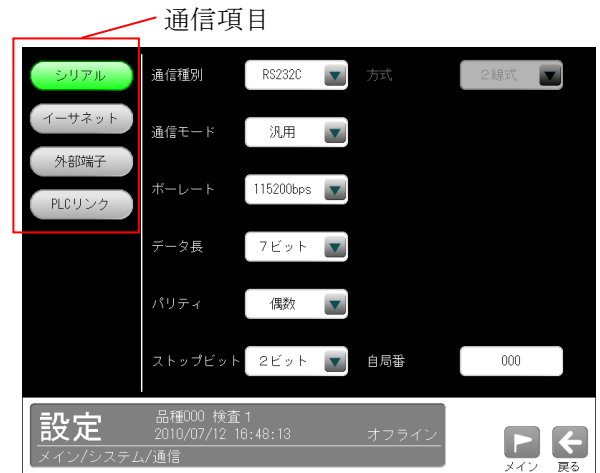 通信項目
シリアル
イーサネット
外部端子
PLCリンク
通信種別 RS232C 方式 2線式
通信モード 汎用
ボーレート 115200bps
データ長 7ビット
パリティ 偶数
ストップビット 2ビット 自局番 000
設定 品種000 検査1
2010/07/12 16:48:13 オフライン
メイン/システム/通信
メイン 戻る